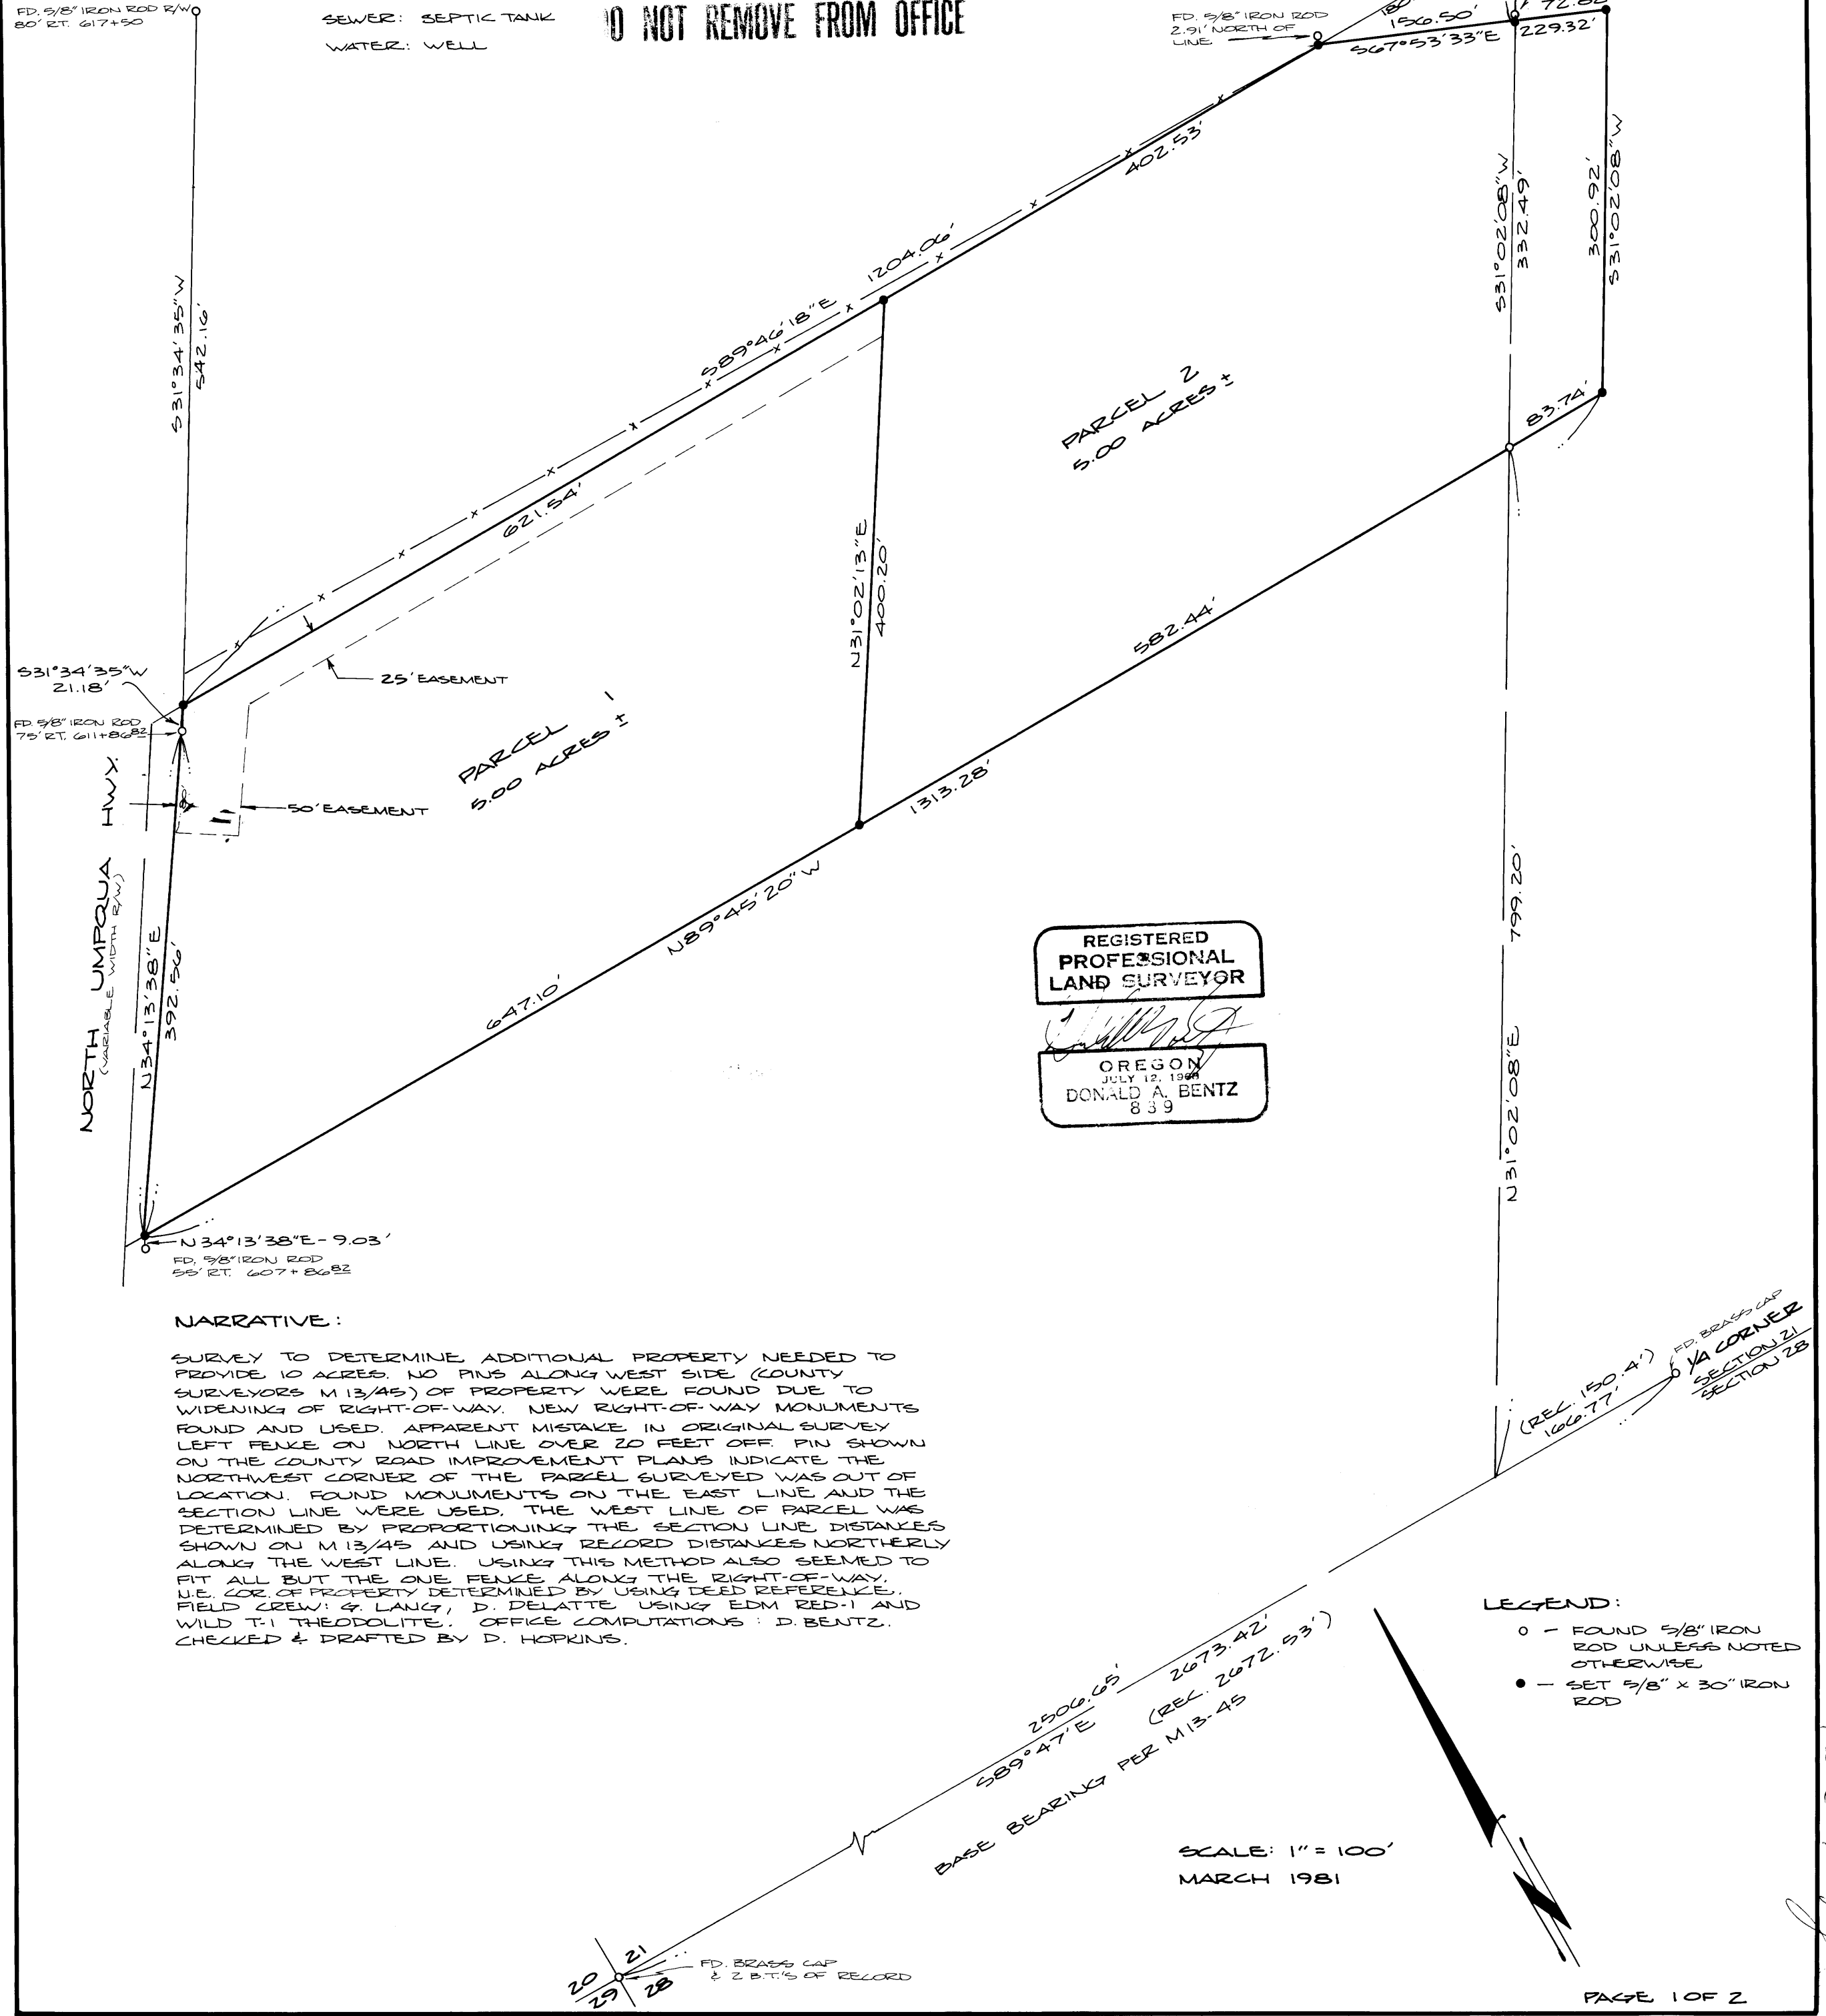 FD. 5/8" IRON ROD R/W
80' RT. 617+50
SEWER: SEPTIC TANK
WATER: WELL
O NOT REMOVE FROM OFFICE
FD. 5/8" IRON ROD
2.91' NORTH OF
LINE
156.50'
S67°53'33"E
229.32'
402.53'
S31°02'08"W
332.49'
300.92'
S31°02'08"W
1204.06'
S89°46'18"E
S31°34'35"W
542.16'
PARCEL 2
5.00 ACRES ±
83.74'
621.54'
N31°02'13"E
400.20'
582.44'
S31°34'35"W
21.18'
25' EASEMENT
FD. 5/8" IRON ROD
75' RT. 611+86.82
PARCEL 1
5.00 ACRES ±
50' EASEMENT
1313.28'
NORTH UMPQUA HWY.
(VARIABLE WIDTH R/W)
N34°13'38"E
392.56'
N89°45'20"W
647.10'
799.20'
N31°02'08"E
REGISTERED
PROFESSIONAL
LAND SURVEYOR
OREGON
DONALD A. BENTZ
839
N34°13'38"E - 9.03'
FD. 5/8" IRON ROD
55' RT. 607+86.82
NARRATIVE:
SURVEY TO DETERMINE ADDITIONAL PROPERTY NEEDED TO
PROVIDE 10 ACRES. NO PINS ALONG WEST SIDE (COUNTY
SURVEYORS M 13/45) OF PROPERTY WERE FOUND DUE TO
WIDENING OF RIGHT-OF-WAY. NEW RIGHT-OF-WAY MONUMENTS
FOUND AND USED. APPARENT MISTAKE IN ORIGINAL SURVEY
LEFT FENCE ON NORTH LINE OVER 20 FEET OFF. PIN SHOWN
ON THE COUNTY ROAD IMPROVEMENT PLANS INDICATE THE
NORTHWEST CORNER OF THE PARCEL SURVEYED WAS OUT OF
LOCATION. FOUND MONUMENTS ON THE EAST LINE AND THE
SECTION LINE WERE USED. THE WEST LINE OF PARCEL WAS
DETERMINED BY PROPORTIONING THE SECTION LINE DISTANCES
SHOWN ON M 13/45 AND USING RECORD DISTANCES NORTHERLY
ALONG THE WEST LINE. USING THIS METHOD ALSO SEEMED TO
FIT ALL BUT THE ONE FENCE ALONG THE RIGHT-OF-WAY.
N.E. COR. OF PROPERTY DETERMINED BY USING DEED REFERENCE.
FIELD CREW: G. LANG, D. DELATTE USING EDM RED-1 AND
WILD T-1 THEODOLITE. OFFICE COMPUTATIONS: D. BENTZ.
CHECKED & DRAFTED BY D. HOPKINS.
FD. BRASS CAP
1/4 CORNER
SECTION 21
SECTION 28
(REC. 150.4')
166.77'
LEGEND:
○ - FOUND 5/8" IRON
ROD UNLESS NOTED
OTHERWISE
● - SET 5/8" x 30" IRON
ROD
2506.65'
2673.42'
S89°47'E
(REC. 2672.53')
BASE BEARING PER M13-45
SCALE: 1" = 100'
MARCH 1981
20 21
29 28
FD. BRASS CAP
& 2 B.T.'S OF RECORD
PAGE 1 OF 2